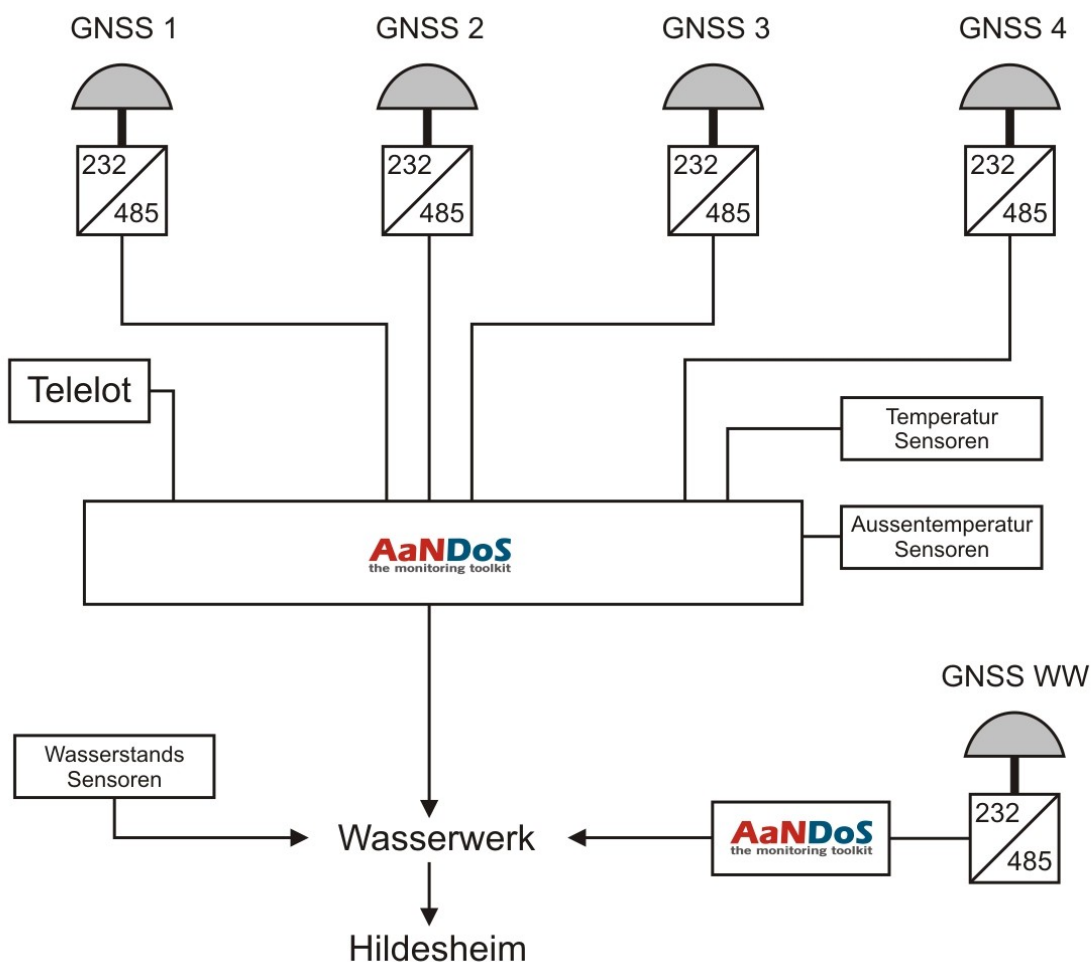 GNSS 1
GNSS 2
GNSS 3
GNSS 4
232
485
232
485
232
485
232
485
Telelot
Temperatur
Sensoren
Aussentemperatur
Sensoren
AaNDoS
the monitoring toolkit
GNSS WW
Wasserstands
Sensoren
232
485
AaNDoS
the monitoring toolkit
Wasserwerk
Hildesheim